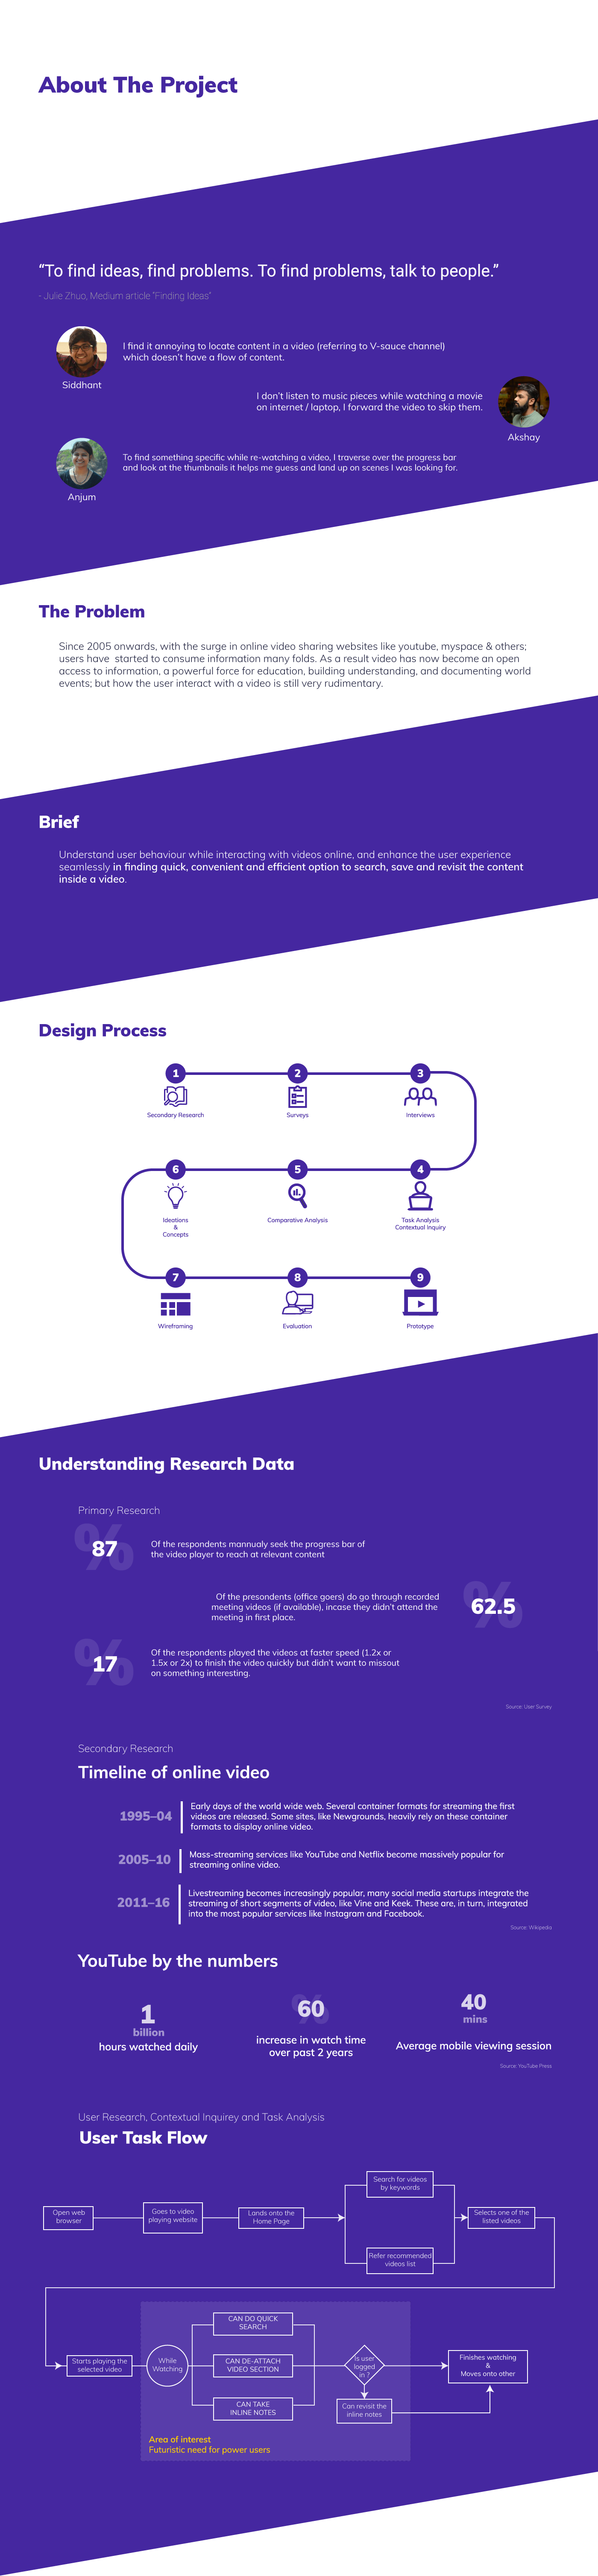 About The Project
“To find ideas, find problems. To find problems, talk to people.”
- Julie Zhuo, Medium article “Finding Ideas”
I find it annoying to locate content in a video (referring to V-sauce channel)
which doesn’t have a flow of content.
Siddhant
I don’t listen to music pieces while watching a movie
on internet / laptop, I forward the video to skip them.
Akshay
To find something specific while re-watching a video, I traverse over the progress bar
and look at the thumbnails it helps me guess and land up on scenes I was looking for.
Anjum
The Problem
Since 2005 onwards, with the surge in online video sharing websites like youtube, myspace & others;
users have started to consume information many folds. As a result video has now become an open
access to information, a powerful force for education, building understanding, and documenting world
events; but how the user interact with a video is still very rudimentary.
Brief
Understand user behaviour while interacting with videos online, and enhance the user experience
seamlessly in finding quick, convenient and efficient option to search, save and revisit the content
inside a video.
Design Process
1
2
3
Secondary Research
Surveys
Interviews
6
5
4
Ideations
&
Concepts
Comparative Analysis
Task Analysis
Contextual Inquiry
7
8
9
Wireframing
Evaluation
Prototype
Understanding Research Data
Primary Research
%
87
Of the respondents mannualy seek the progress bar of
the video player to reach at relevant content
Of the presondents (office goers) do go through recorded
meeting videos (if available), incase they didn’t attend the
meeting in first place.
%
62.5
%
17
Of the respondents played the videos at faster speed (1.2x or
1.5x or 2x) to finish the video quickly but didn’t want to missout
on something interesting.
Source: User Survey
Secondary Research
Timeline of online video
1995–04
Early days of the world wide web. Several container formats for streaming the first
videos are released. Some sites, like Newgrounds, heavily rely on these container
formats to display online video.
2005–10
Mass-streaming services like YouTube and Netflix become massively popular for
streaming online video.
2011–16
Livestreaming becomes increasingly popular, many social media startups integrate the
streaming of short segments of video, like Vine and Keek. These are, in turn, integrated
into the most popular services like Instagram and Facebook.
Source: Wikipedia
YouTube by the numbers
1
billion
hours watched daily
%
60
increase in watch time
over past 2 years
40
mins
Average mobile viewing session
Source: YouTube Press
User Research, Contextual Inquirey and Task Analysis
User Task Flow
Open web
browser
Goes to video
playing website
Lands onto the
Home Page
Search for videos
by keywords
Refer recommended
videos list
Selects one of the
listed videos
Starts playing the
selected video
While
Watching
CAN DO QUICK
SEARCH
CAN DE-ATTACH
VIDEO SECTION
CAN TAKE
INLINE NOTES
Is user
logged
in ?
Can revisit the
inline notes
Finishes watching
&
Moves onto other
Area of interest
Futuristic need for power users